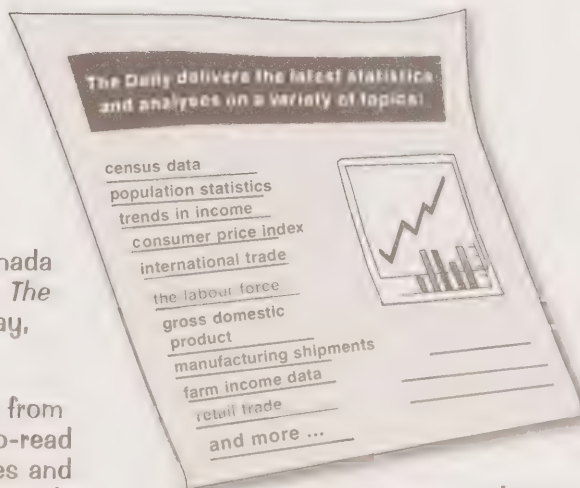 The Daily delivers the latest statistics
and analyses on a variety of topics:
census data
population statistics
trends in income
consumer price index
international trade
the labour force
gross domestic
product
manufacturing shipments
farm income data
retail trade
and more ...
nada
The
ay,
from
o-read
es and